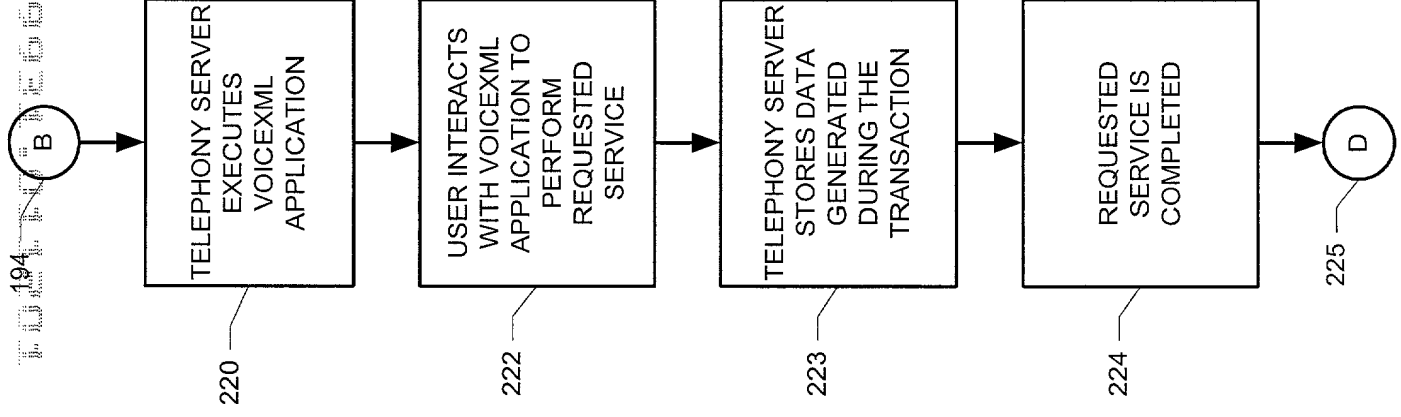 194
B
TELEPHONY SERVER
EXECUTES
VOICEXML
APPLICATION
220
USER INTERACTS
WITH VOICEXML
APPLICATION TO
PERFORM
REQUESTED
SERVICE
222
TELEPHONY SERVER
STORES DATA
GENERATED
DURING THE
TRANSACTION
223
REQUESTED
SERVICE IS
COMPLETED
224
D
225